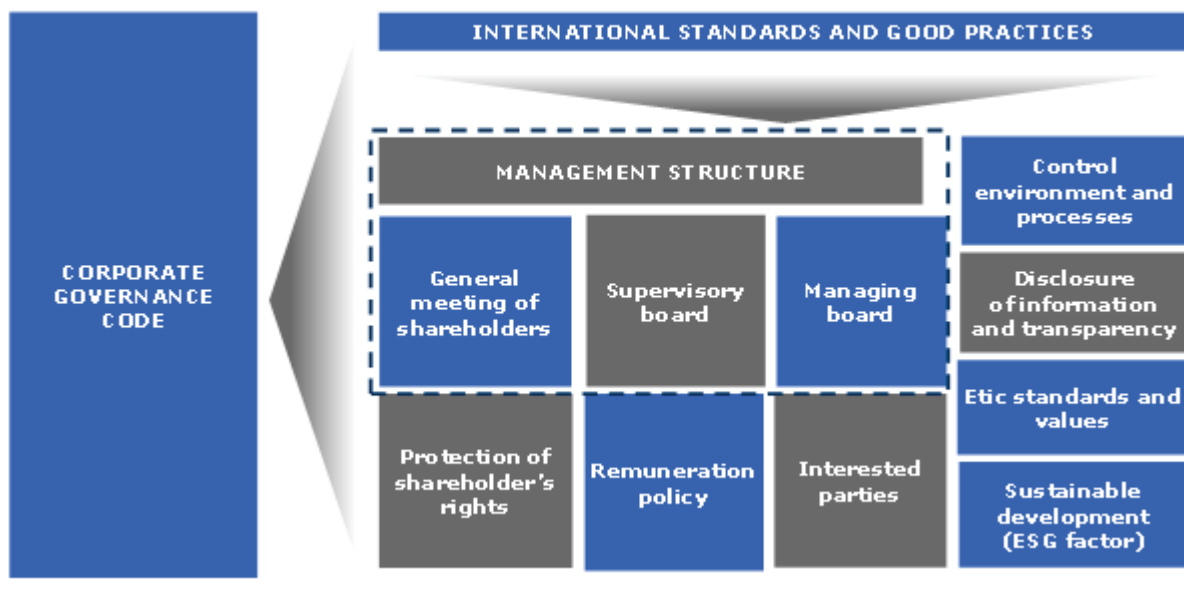 INTERNATIONAL STANDARDS AND GOOD PRACTICES
CORPORATE
GOVERNANCE
CODE
MANAGEMENT STRUCTURE
General
meeting of
shareholders
Supervisory
board
Managing
board
Protection of
shareholder's
rights
Remuneration
policy
Interested
parties
Control
environment and
processes
Disclosure
of information
and transparency
Etic standards and
values
Sustainable
development
(ESG factor)